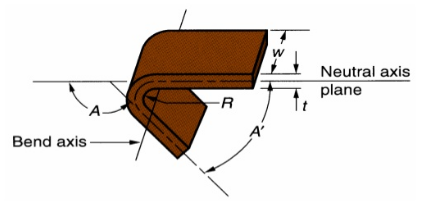 w
Neutral axis
plane
t
A
R
A'
Bend axis